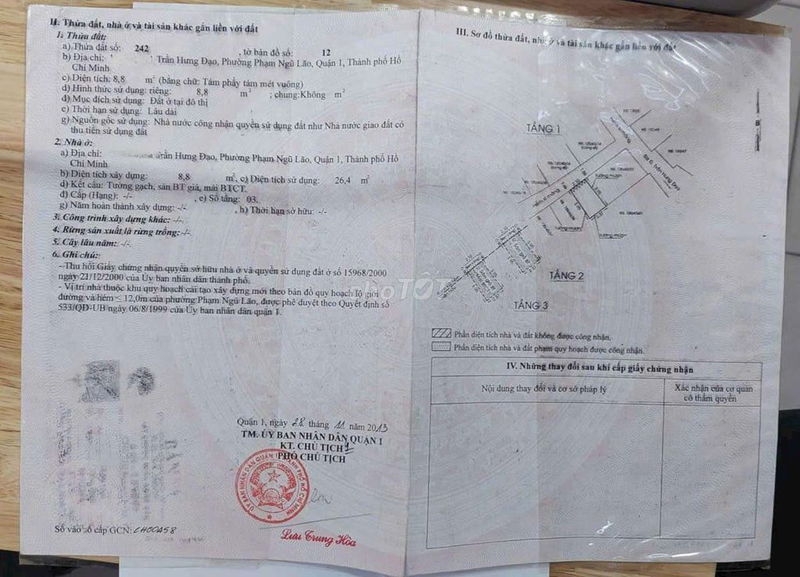 II. Thửa đất, nhà ở và tài sản khác gắn liền với đất
1. Thửa đất:
a) Thửa đất số: 242 , tờ bản đồ số: 12
b) Địa chỉ: Trần Hưng Đạo, Phường Phạm Ngũ Lão, Quận 1, Thành phố Hồ
Chí Minh
c) Diện tích: 8,8 m² (bằng chữ: Tám phẩy tám mét vuông)
d) Hình thức sử dụng: riêng: 8,8 m² ; chung: Không m²
đ) Mục đích sử dụng: Đất ở tại đô thị
e) Thời hạn sử dụng: Lâu dài
g) Nguồn gốc sử dụng: Nhà nước công nhận quyền sử dụng đất như Nhà nước giao đất có
thu tiền sử dụng đất
2. Nhà ở:
a) Địa chỉ Trần Hưng Đạo, Phường Phạm Ngũ Lão, Quận 1, Thành phố Hồ
Chí Minh
b) Diện tích xây dựng: 8,8 m² c) Diện tích sử dụng: 26,4 m²
d) Kết cấu: Tường gạch, sàn BT giả, mái BTCT.
đ) Cấp (Hạng): -/- e) Số tầng: 03.
g) Năm hoàn thành xây dựng: -/- h) Thời hạn sở hữu: -/-
3. Công trình xây dựng khác: -/-
4. Rừng sản xuất là rừng trồng: -/-
5. Cây lâu năm: -/-
6. Ghi chú:
- Thu hồi Giấy chứng nhận quyền sở hữu nhà ở và quyền sử dụng đất ở số 15968/2000
ngày 21/12/2000 của Ủy ban nhân dân thành phố.
- Vị trí nhà thuộc khu quy hoạch cải tạo xây dựng mới theo bản đồ quy hoạch lộ giới
đường và hẻm < 12,0m của phường Phạm Ngũ Lão, được phê duyệt theo Quyết định số
533/QĐ-UB ngày 06/8/1999 của Ủy ban nhân dân quận 1.
Quận 1, ngày 28 tháng 11 năm 2013
TM. ỦY BAN NHÂN DÂN QUẬN 1
KT. CHỦ TỊCH
PHÓ CHỦ TỊCH
Lưu Trung Hòa
Số vào sổ cấp GCN: CH00458
III. Sơ đồ thửa đất, nhà ở và tài sản khác gắn liền với đất
TẦNG 1
TẦNG 2
TẦNG 3
Phần diện tích nhà và đất không được công nhận.
Phần diện tích nhà và đất phạm quy hoạch được công nhận.
IV. Những thay đổi sau khi cấp giấy chứng nhận
Nội dung thay đổi và cơ sở pháp lý
Xác nhận của cơ quan
có thẩm quyền